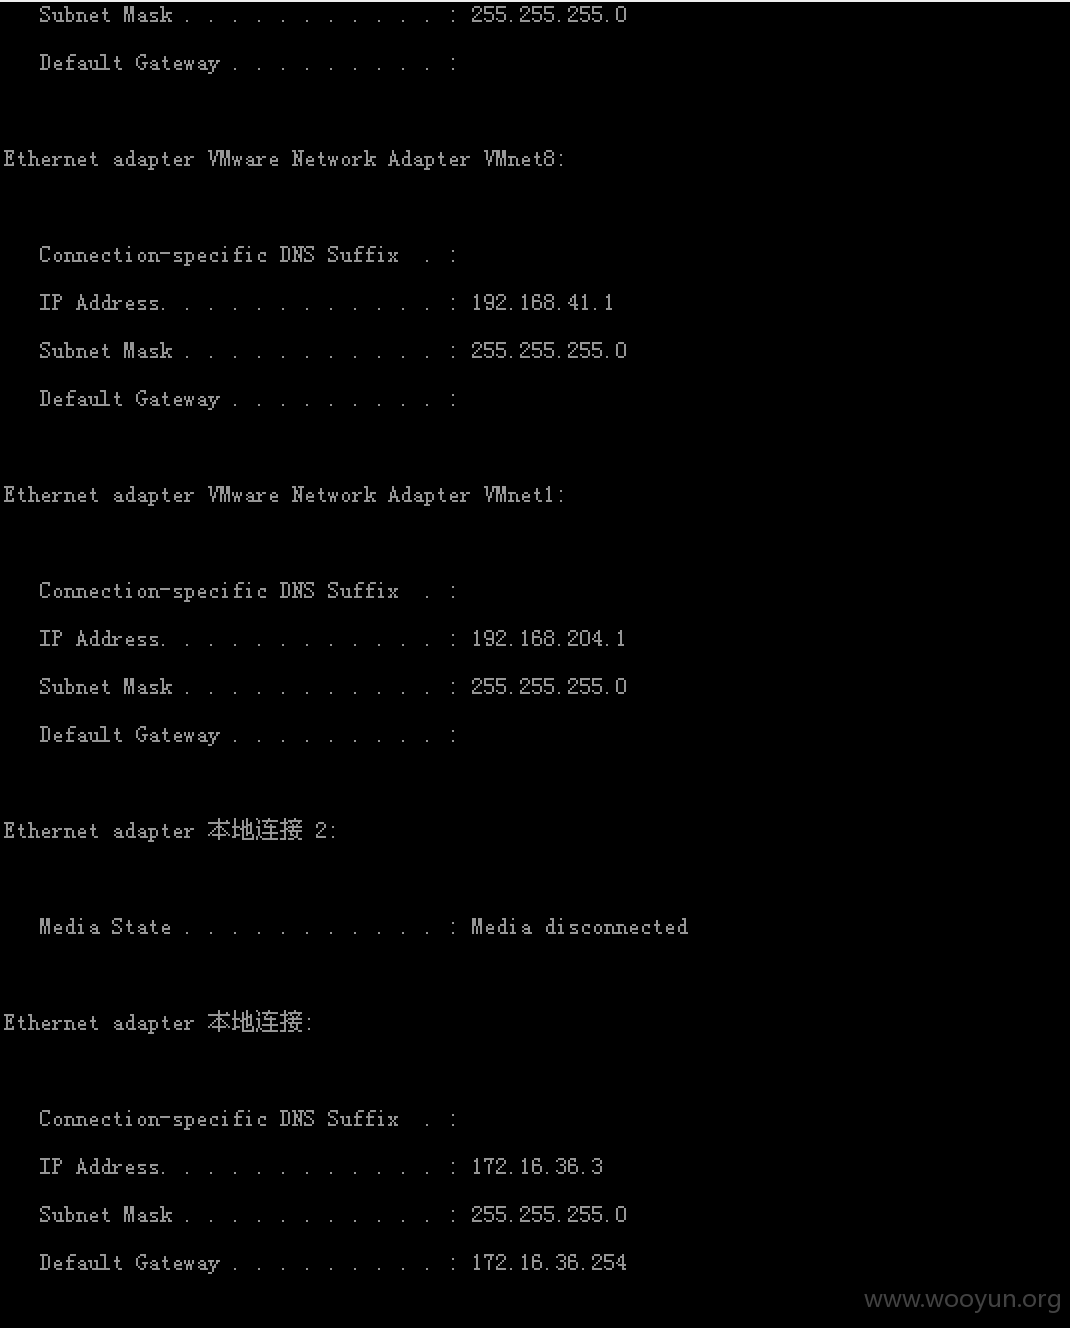 Subnet Mask . . . . . . . . . . . : 255.255.255.0
Default Gateway . . . . . . . . . :
Ethernet adapter VMware Network Adapter VMnet8:
Connection-specific DNS Suffix  . :
IP Address. . . . . . . . . . . . : 192.168.41.1
Subnet Mask . . . . . . . . . . . : 255.255.255.0
Default Gateway . . . . . . . . . :
Ethernet adapter VMware Network Adapter VMnet1:
Connection-specific DNS Suffix  . :
IP Address. . . . . . . . . . . . : 192.168.204.1
Subnet Mask . . . . . . . . . . . : 255.255.255.0
Default Gateway . . . . . . . . . :
Ethernet adapter 本地连接 2:
Media State . . . . . . . . . . . : Media disconnected
Ethernet adapter 本地连接:
Connection-specific DNS Suffix  . :
IP Address. . . . . . . . . . . . : 172.16.36.3
Subnet Mask . . . . . . . . . . . : 255.255.255.0
Default Gateway . . . . . . . . . : 172.16.36.254
www.wooyun.org